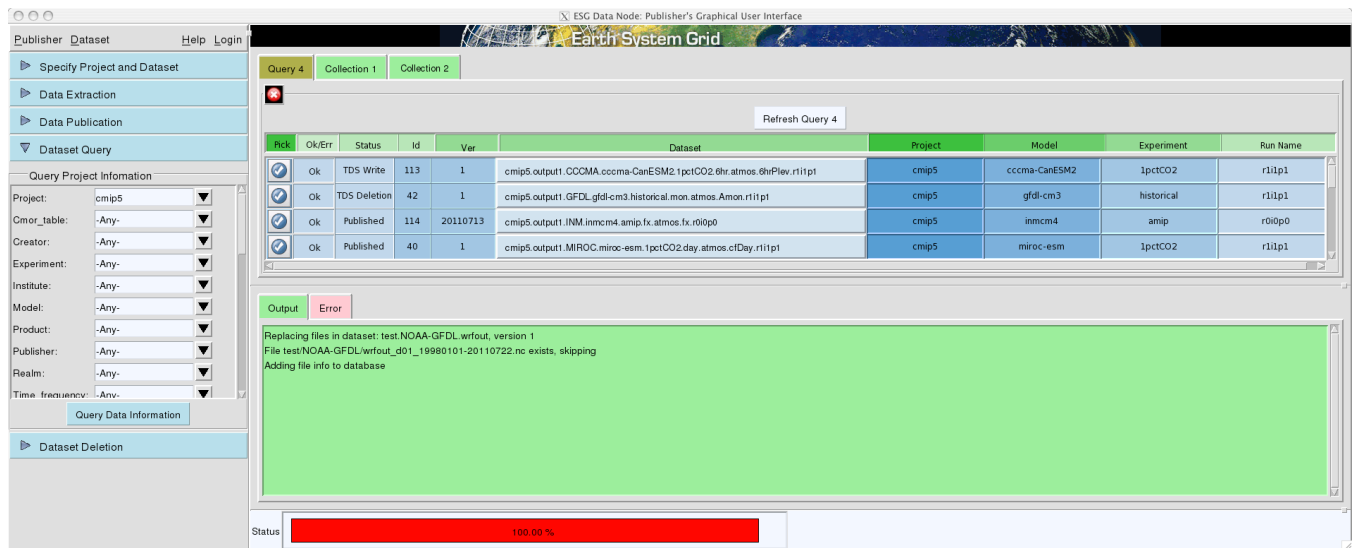 ESG Data Node: Publisher's Graphical User Interface
Publisher Dataset Help Login
Earth System Grid
Specify Project and Dataset
Data Extraction
Data Publication
Dataset Query
Query Project Infomation
Project: cmip5
Cmor_table: -Any-
Creator: -Any-
Experiment: -Any-
Institute: -Any-
Model: -Any-
Product: -Any-
Publisher: -Any-
Realm: -Any-
Time_frequency: -Any-
Query Data Information
Dataset Deletion
Query 4 Collection 1 Collection 2
Refresh Query 4
Pick Ok/Err Status Id Ver Dataset Project Model Experiment Run Name
Ok TDS Write 113 1 cmip5.output1.CCCMA.cccma-CanESM2.1pctCO2.6hr.atmos.6hrPlev.r1i1p1 cmip5 cccma-CanESM2 1pctCO2 r1i1p1
Ok TDS Deletion 42 1 cmip5.output1.GFDL.gfdl-cm3.historical.mon.atmos.Amon.r1i1p1 cmip5 gfdl-cm3 historical r1i1p1
Ok Published 114 20110713 cmip5.output1.INM.inmcm4.amip.fx.atmos.fx.r0i0p0 cmip5 inmcm4 amip r0i0p0
Ok Published 40 1 cmip5.output1.MIROC.miroc-esm.1pctCO2.day.atmos.cfDay.r1i1p1 cmip5 miroc-esm 1pctCO2 r1i1p1
Output Error
Replacing files in dataset: test.NOAA-GFDL.wrfout, version 1
File test/NOAA-GFDL/wrfout_d01_19980101-20110722.nc exists, skipping
Adding file info to database
Status 100.00 %